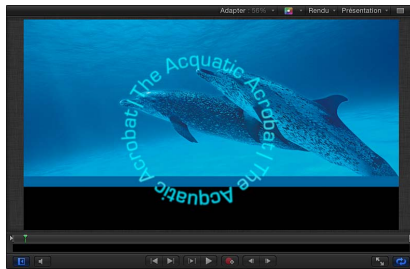 Adapter : 56% Rendu Présentation
The Acquatic Acrobat | The Acquatic Acrobat |